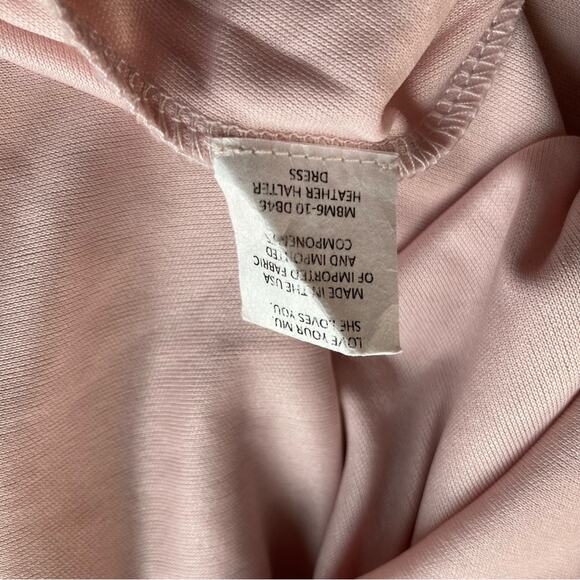 LOVE YOUR MU.
SHE LOVES YOU.
MADE IN THE USA
OF IMPORTED FABRIC
AND IMPORTED
COMPONENTS
MBM6-10 DB46
HEATHER HALTER
DRESS